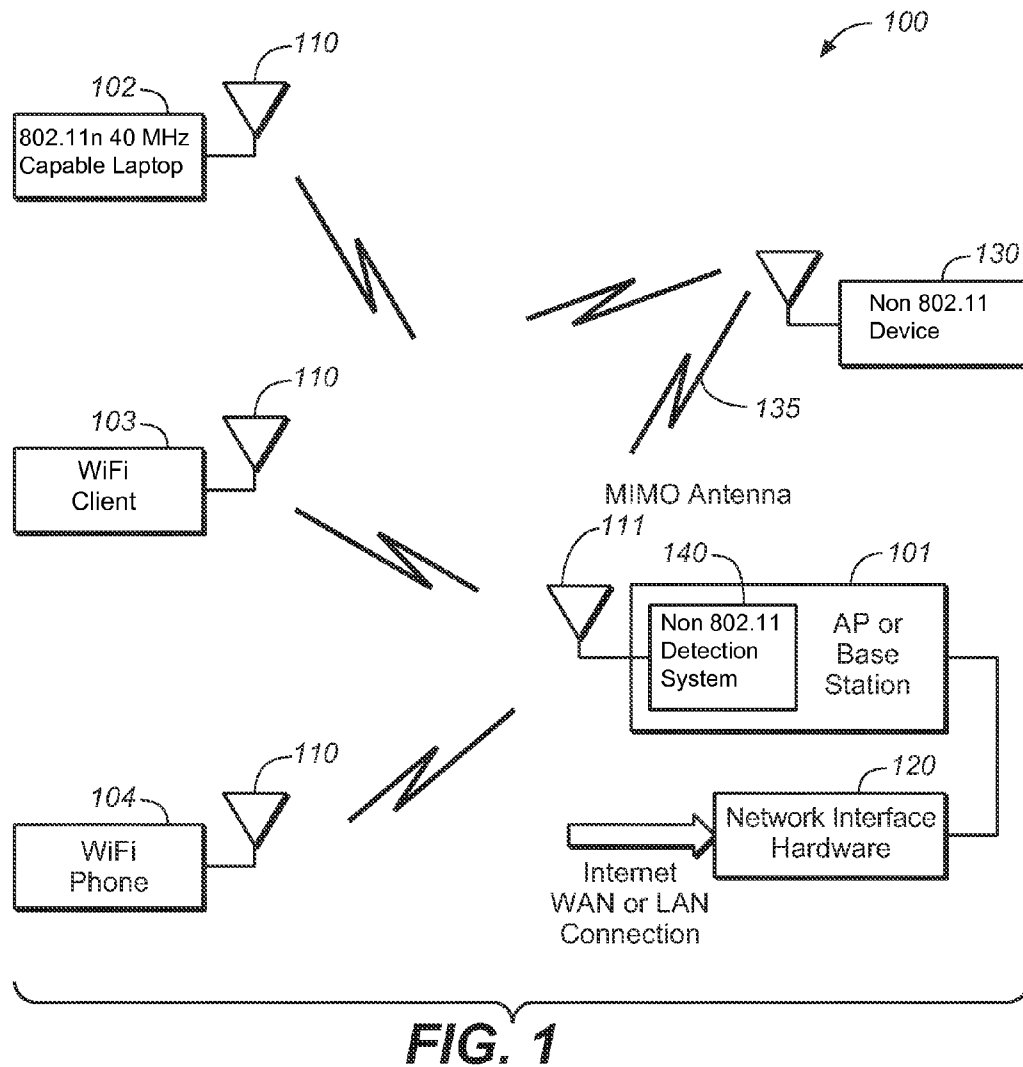 100
110
102
802.11n 40 MHz
Capable Laptop
130
Non 802.11
Device
110
135
103
WiFi
Client
MIMO Antenna
111
140
101
Non 802.11
Detection
System
AP or
Base
Station
110
120
104
WiFi
Phone
Network Interface
Hardware
Internet
WAN or LAN
Connection
FIG. 1